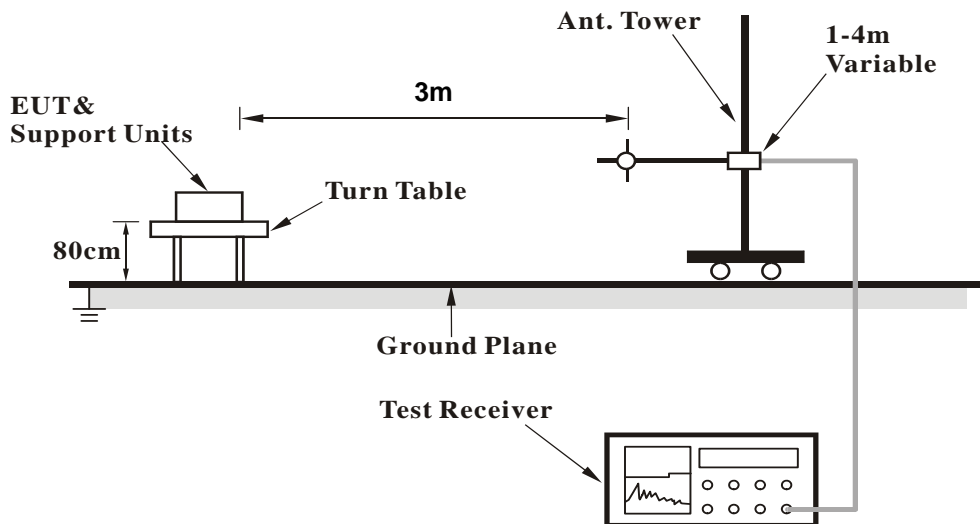 Ant. Tower
1-4m
Variable
3m
EUT&
Support Units
Turn Table
80cm
Ground Plane
Test Receiver